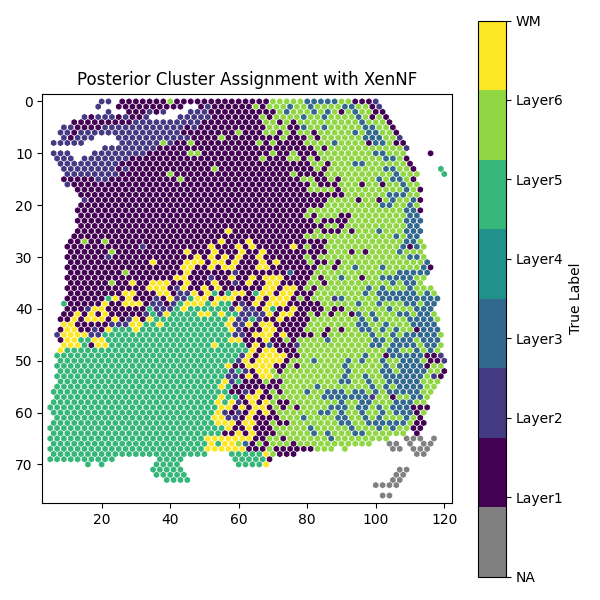 Posterior Cluster Assignment with XenNF
0
10
20
30
40
50
60
70
20
40
60
80
100
120
WM
Layer6
Layer5
Layer4
Layer3
Layer2
Layer1
NA
True Label